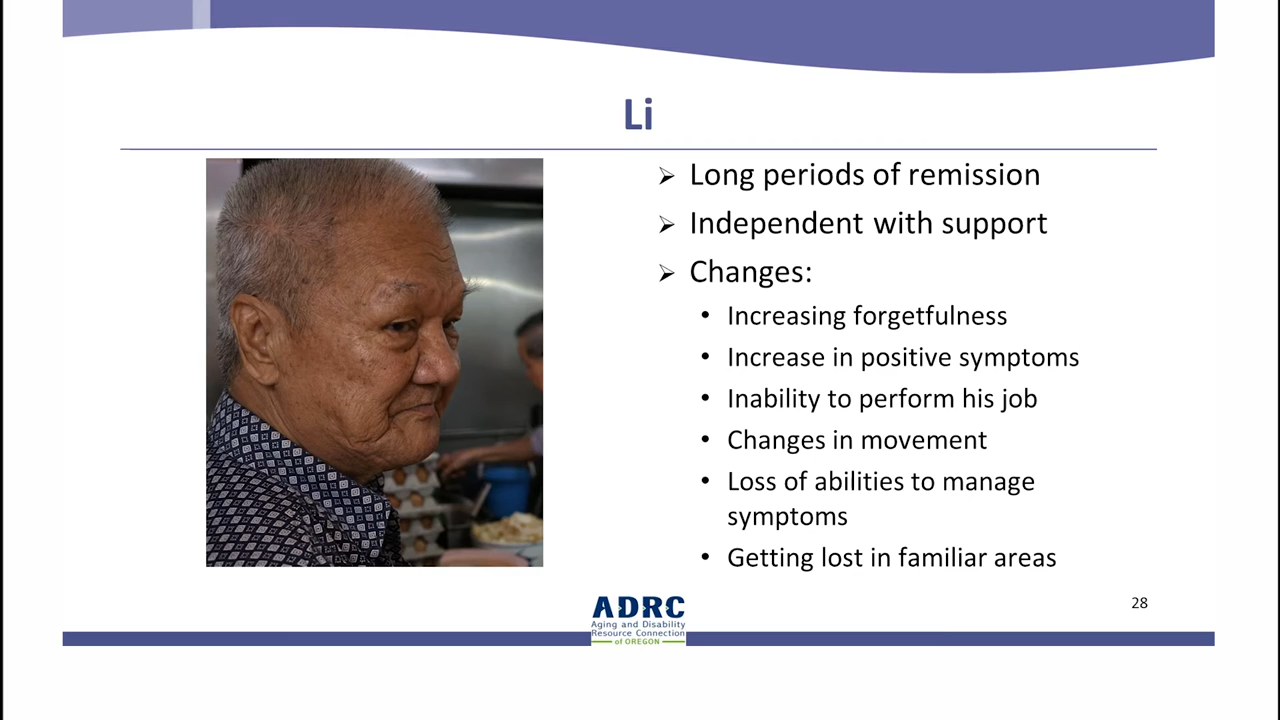 Li
➢ Long periods of remission
➢ Independent with support
➢ Changes:
• Increasing forgetfulness
• Increase in positive symptoms
• Inability to perform his job
• Changes in movement
• Loss of abilities to manage
symptoms
• Getting lost in familiar areas
28
ADRC
Aging and Disability
Resource Connection
of OREGON